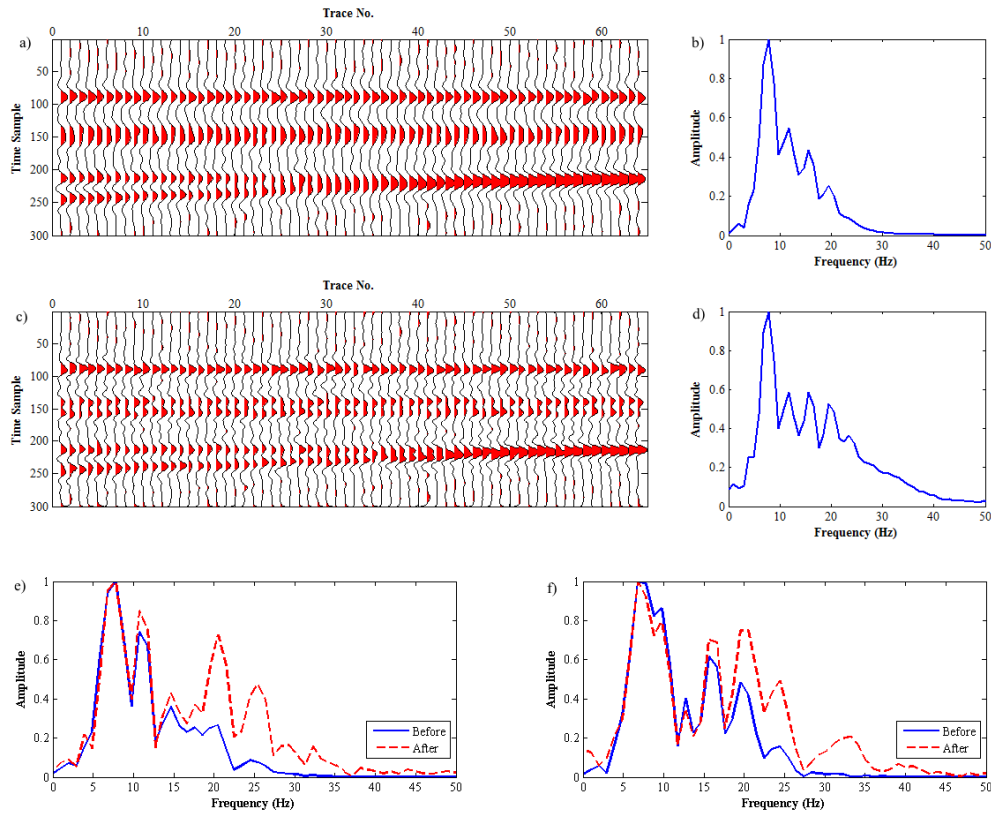 Trace No.
a)
0 10 20 30 40 50 60
Time Sample
50
100
150
200
250
300
b)
Amplitude
1
0.8
0.6
0.4
0.2
0
0 10 20 30 40 50
Frequency (Hz)
Trace No.
c)
0 10 20 30 40 50 60
Time Sample
50
100
150
200
250
300
d)
Amplitude
1
0.8
0.6
0.4
0.2
0
0 10 20 30 40 50
Frequency (Hz)
e)
Amplitude
1
0.8
0.6
0.4
0.2
0
Before
After
0 5 10 15 20 25 30 35 40 45 50
Frequency (Hz)
f)
Amplitude
1
0.8
0.6
0.4
0.2
0
Before
After
0 5 10 15 20 25 30 35 40 45 50
Frequency (Hz)